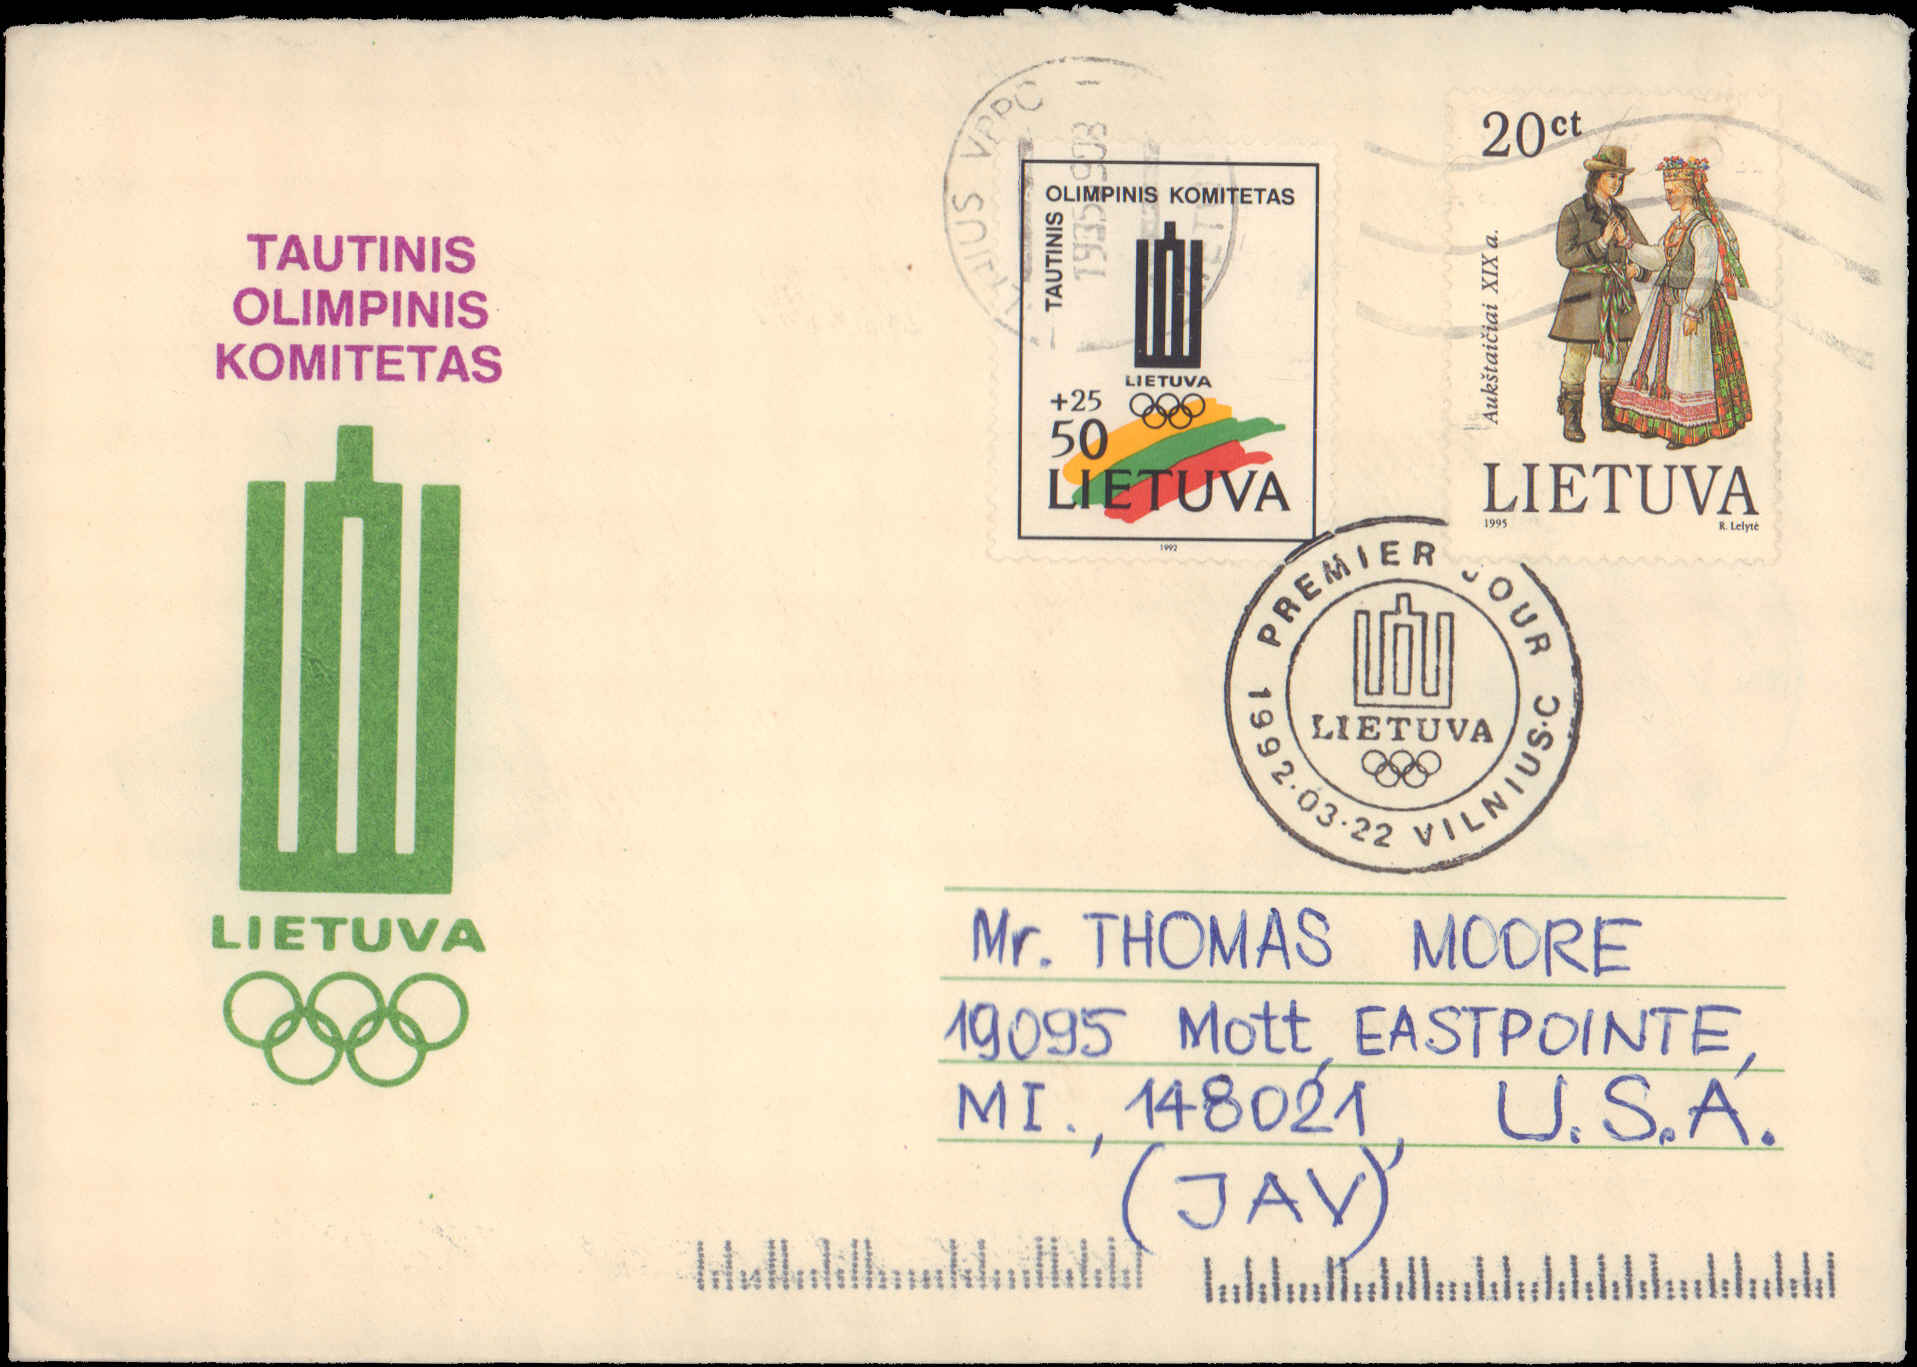 TAUTINIS
OLIMPINIS
KOMITETAS
LIETUVA
VPPC
OLIMPINIS KOMITETAS
TAUTINIS
LIETUVA
+25
50
LIETUVA
1992
20ct
Aukštaičiai XIX a.
LIETUVA
1995
R. Lelytė
PREMIER JOUR
LIETUVA
1992·03·22 VILNIUS·C
Mr. THOMAS MOORE
19095 Mott, EASTPOINTE,
MI., 148021, U.S.A.
(JAV)